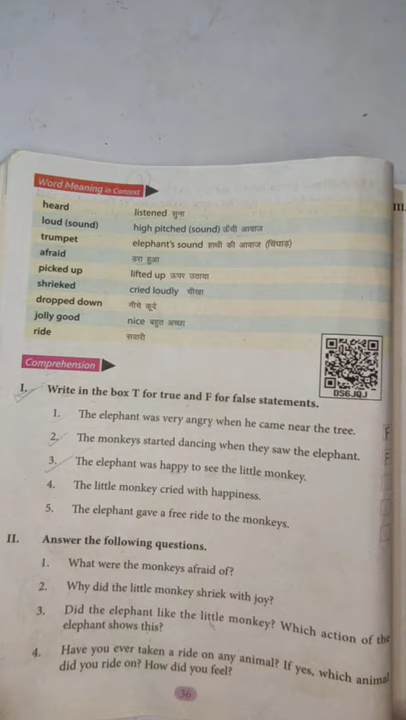 Word Meaning in Context
heard listened सुना
loud (sound) high pitched (sound) ऊँची आवाज
trumpet elephant's sound हाथी की आवाज (चिंघाड़)
afraid डरा हुआ
picked up lifted up ऊपर उठाया
shrieked cried loudly चीखा
dropped down नीचे कूदे
jolly good nice बहुत अच्छा
ride सवारी
DS6JQJ
Comprehension
I. Write in the box T for true and F for false statements.
1. The elephant was very angry when he came near the tree. F
2. The monkeys started dancing when they saw the elephant. F
3. The elephant was happy to see the little monkey.
4. The little monkey cried with happiness.
5. The elephant gave a free ride to the monkeys.
II. Answer the following questions.
1. What were the monkeys afraid of?
2. Why did the little monkey shriek with joy?
3. Did the elephant like the little monkey? Which action of the
elephant shows this?
4. Have you ever taken a ride on any animal? If yes, which animal
did you ride on? How did you feel?
36
III.